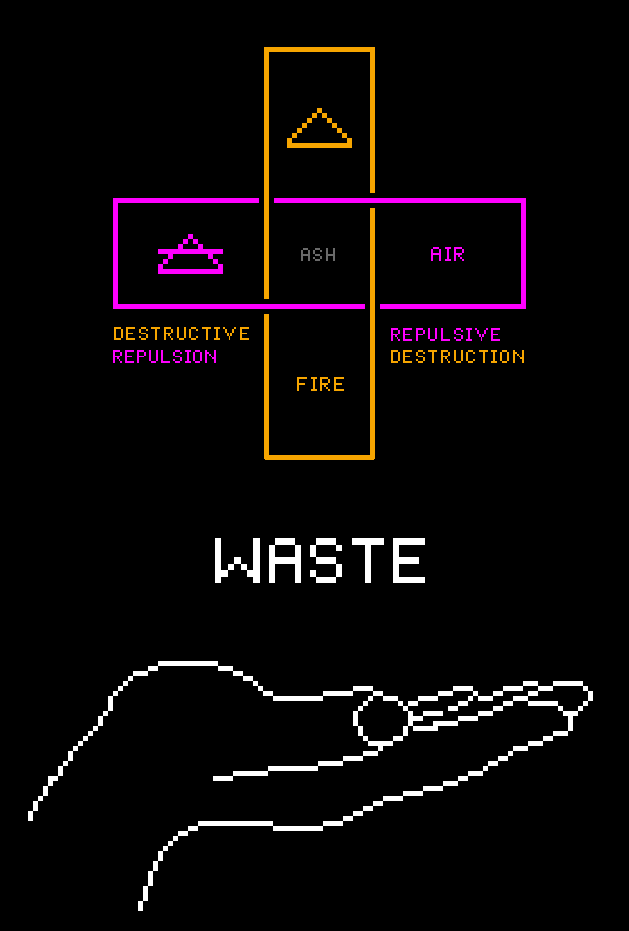 ASH
AIR
DESTRUCTIVE
REPULSION
REPULSIVE
DESTRUCTION
FIRE
WASTE